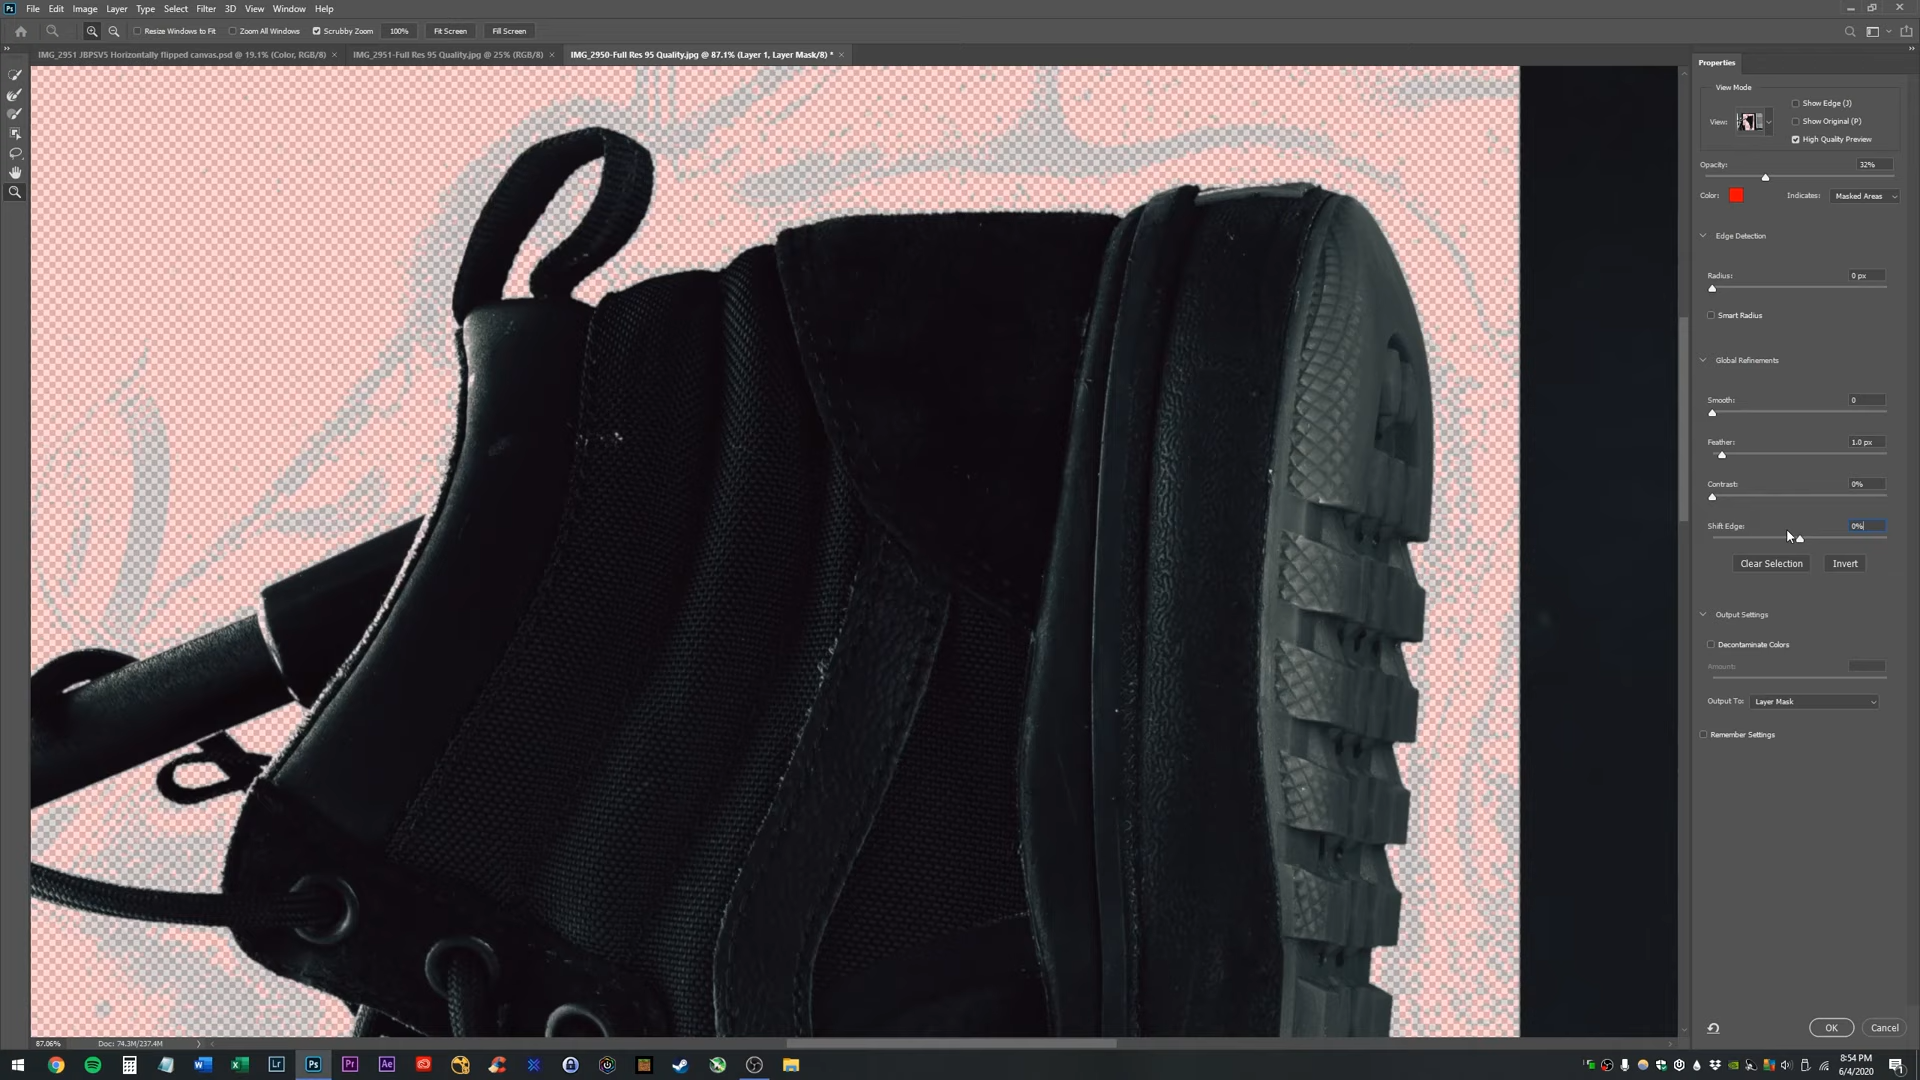 File Edit Image Layer Type Select Filter 3D View Window Help
Resize Windows to Fit Zoom All Windows Scrubby Zoom 100% Fit Screen Fill Screen
IMG_2951 JBPSV5 Horizontally flipped canvas.psd @ 19.1% (Color, RGB/8) × IMG_2951-Full Res 95 Quality.jpg @ 25% (RGB/8) × IMG_2950-Full Res 95 Quality.jpg @ 87.1% (Layer 1, Layer Mask/8) * ×
Properties
View Mode
Show Edge (J)
View:
Show Original (P)
High Quality Preview
Opacity: 32%
Color: Indicates: Masked Areas
Edge Detection
Radius: 0 px
Smart Radius
Global Refinements
Smooth: 0
Feather: 1.0 px
Contrast: 0%
Shift Edge: 0%
Clear Selection Invert
Output Settings
Decontaminate Colors
Amount:
Output To: Layer Mask
Remember Settings
OK Cancel
87.06% Doc: 74.3M/237.4M
8:54 PM
6/4/2020